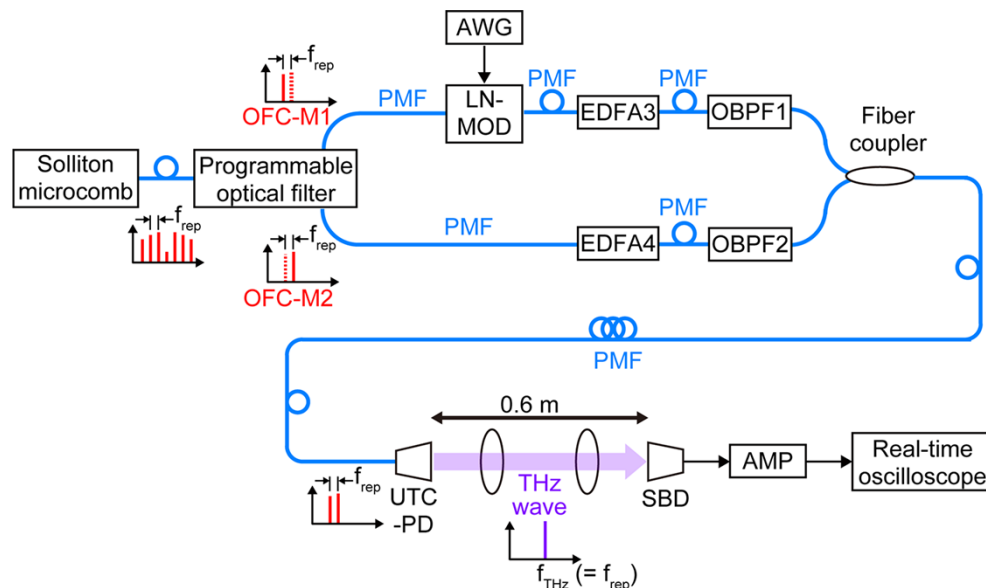 AWG
f_rep
PMF
PMF
PMF
LN-
MOD
EDFA3
OBPF1
OFC-M1
Fiber
coupler
Solliton
microcomb
Programmable
optical filter
f_rep
f_rep
PMF
PMF
EDFA4
OBPF2
OFC-M2
PMF
0.6 m
AMP
Real-time
oscilloscope
f_rep
UTC
-PD
THz
wave
SBD
f_THz (= f_rep)